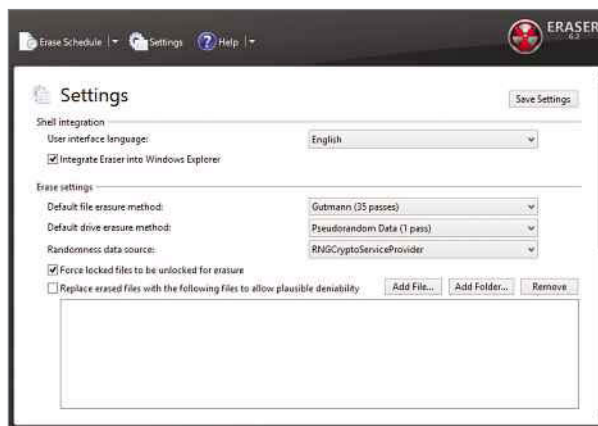 Erase Schedule Settings Help ERASER
6.2
Settings
Save Settings
Shell integration
User interface language: English
Integrate Eraser into Windows Explorer
Erase settings
Default file erasure method: Gutmann (35 passes)
Default drive erasure method: Pseudorandom Data (1 pass)
Randomness data source: RNGCryptoServiceProvider
Force locked files to be unlocked for erasure
Replace erased files with the following files to allow plausible deniability Add File... Add Folder... Remove